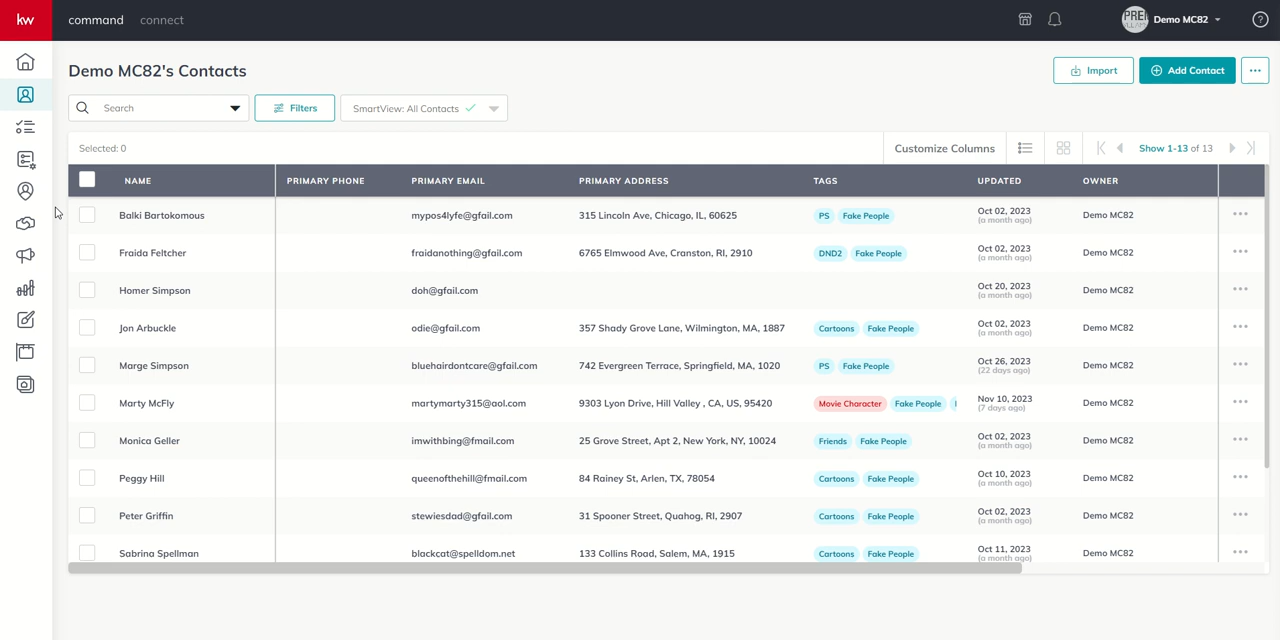 kw command connect Demo MC82
Demo MC82's Contacts Import Add Contact
Search Filters SmartView: All Contacts
Selected: 0 Customize Columns Show 1-13 of 13
NAME PRIMARY PHONE PRIMARY EMAIL PRIMARY ADDRESS TAGS UPDATED OWNER
Balki Bartokomous mypos4lyfe@gfail.com 315 Lincoln Ave, Chicago, IL, 60625 PS Fake People Oct 02, 2023 Demo MC82
(a month ago)
Fraida Feltcher fraidanothing@gfail.com 6765 Elmwood Ave, Cranston, RI, 2910 DND2 Fake People Oct 02, 2023 Demo MC82
(a month ago)
Homer Simpson doh@gfail.com Oct 20, 2023 Demo MC82
(a month ago)
Jon Arbuckle odie@gfail.com 357 Shady Grove Lane, Wilmington, MA, 1887 Cartoons Fake People Oct 02, 2023 Demo MC82
(a month ago)
Marge Simpson bluehairdontcare@gfail.com 742 Evergreen Terrace, Springfield, MA, 1020 PS Fake People Oct 26, 2023 Demo MC82
(22 days ago)
Marty McFly martymarty315@aol.com 9303 Lyon Drive, Hill Valley , CA, US, 95420 Movie Character Fake People Nov 10, 2023 Demo MC82
(7 days ago)
Monica Geller imwithbing@fmail.com 25 Grove Street, Apt 2, New York, NY, 10024 Friends Fake People Oct 02, 2023 Demo MC82
(a month ago)
Peggy Hill queenofthehill@fmail.com 84 Rainey St, Arlen, TX, 78054 Cartoons Fake People Oct 10, 2023 Demo MC82
(a month ago)
Peter Griffin stewiesdad@gfail.com 31 Spooner Street, Quahog, RI, 2907 Cartoons Fake People Oct 02, 2023 Demo MC82
(a month ago)
Sabrina Spellman blackcat@spelldom.net 133 Collins Road, Salem, MA, 1915 Cartoons Fake People Oct 11, 2023 Demo MC82
(a month ago)